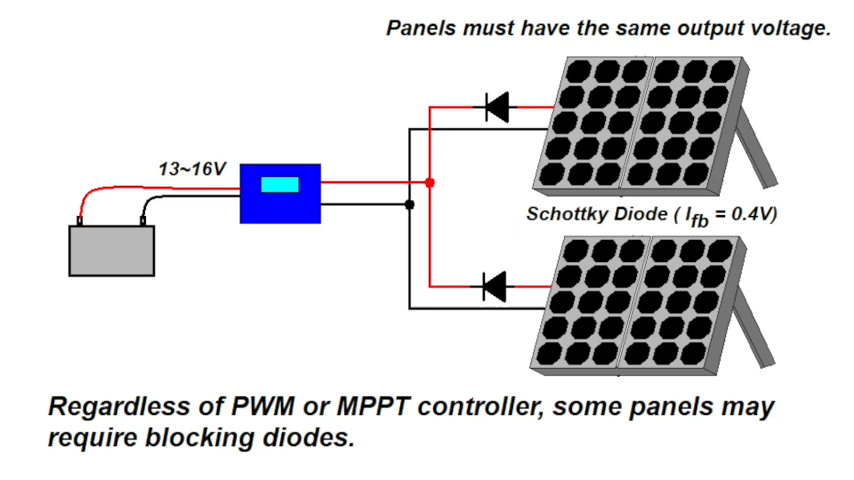 Panels must have the same output voltage.
13~16V
Schottky Diode ( Ifb = 0.4V)
Regardless of PWM or MPPT controller, some panels may
require blocking diodes.